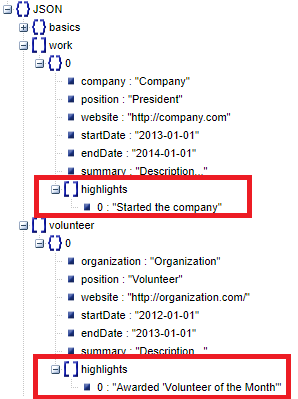 JSON
basics
work
0
company : "Company"
position : "President"
website : "http://company.com"
startDate : "2013-01-01"
endDate : "2014-01-01"
summary : "Description..."
highlights
0 : "Started the company"
volunteer
0
organization : "Organization"
position : "Volunteer"
website : "http://organization.com/"
startDate : "2012-01-01"
endDate : "2013-01-01"
summary : "Description..."
highlights
0 : "Awarded 'Volunteer of the Month'"